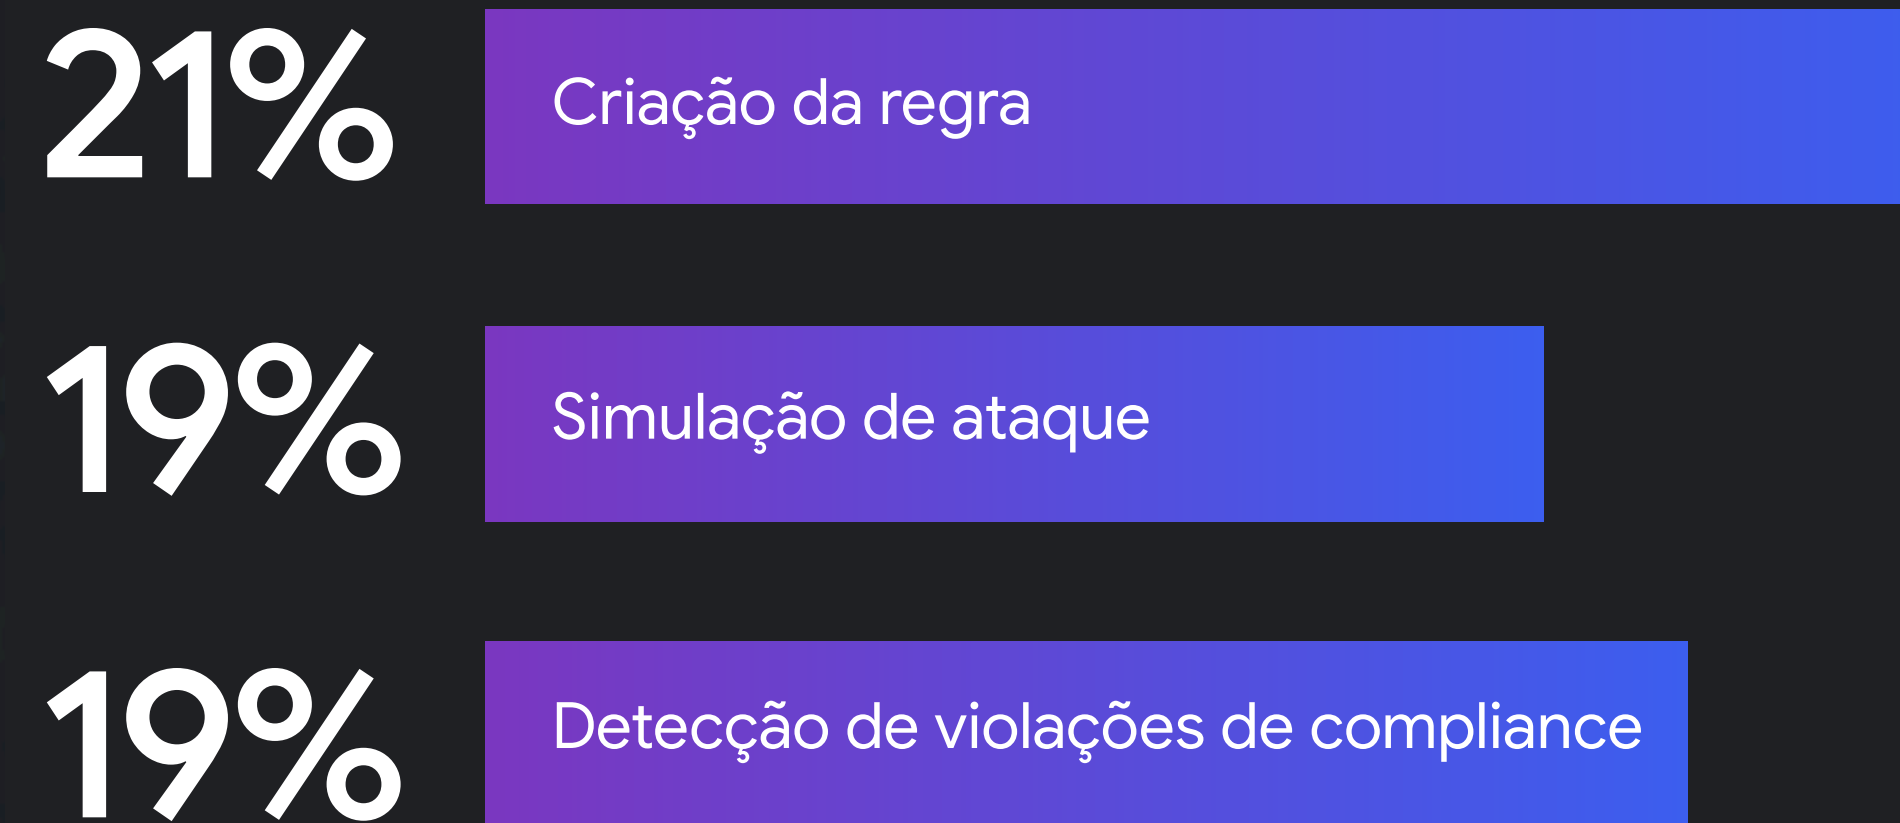 21% Criação da regra
19% Simulação de ataque
19% Detecção de violações de compliance